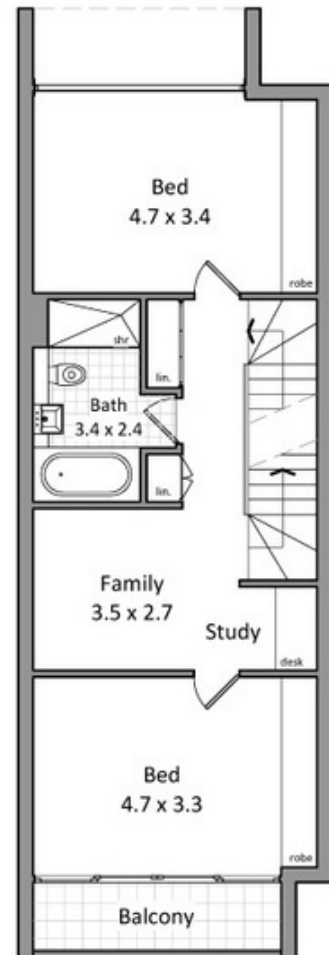 Bed
4.7 x 3.4
robe
shr
lin.
Bath
3.4 x 2.4
lin.
Family
3.5 x 2.7
Study
desk
Bed
4.7 x 3.3
robe
Balcony